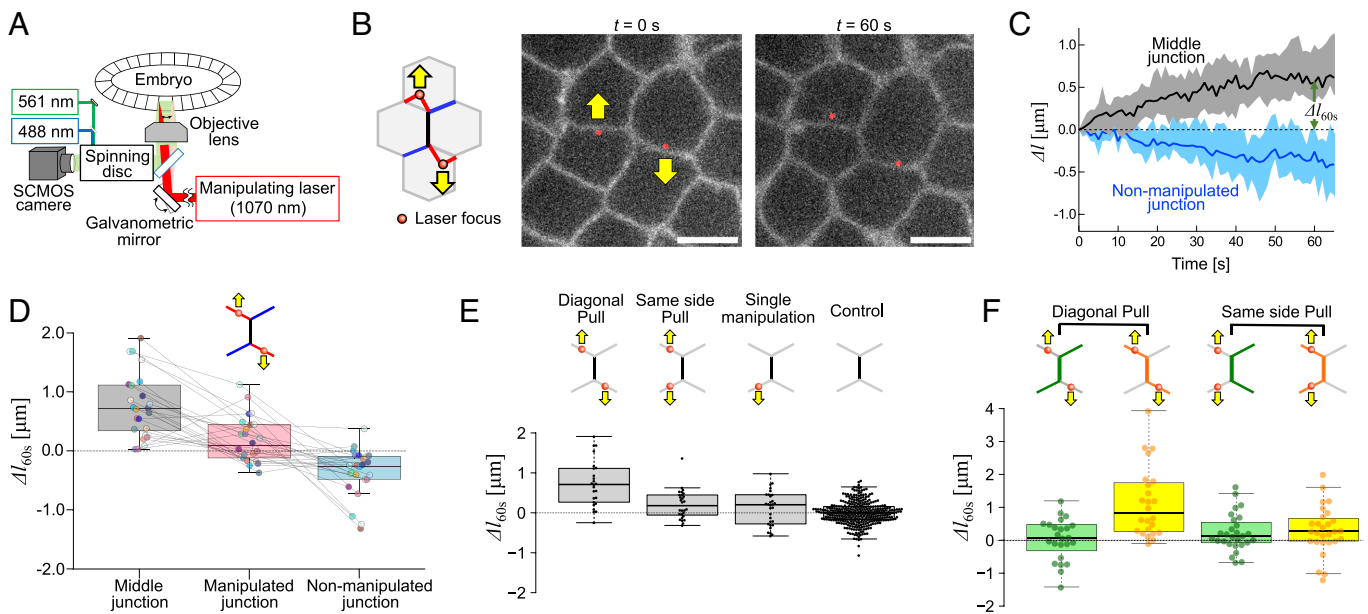 A
Embryo
561 nm
488 nm
Objective
lens
Spinning
disc
SCMOS
camere
Manipulating laser
(1070 nm)
Galvanometric
mirror
B
t = 0 s
t = 60 s
Laser focus
C
Middle
junction
Δl60s
Non-manipulated
junction
Δl [μm]
1.0
0.5
0.0
-0.5
-1.0
0 10 20 30 40 50 60
Time [s]
D
Δl60s [μm]
2.0
1.0
0.0
-1.0
-2.0
Middle
junction
Manipulated
junction
Non-manipulated
junction
E
Diagonal
Pull
Same side
Pull
Single
manipulation
Control
Δl60s [μm]
2
1
0
-1
2
F
Diagonal Pull
Same side Pull
Δl60s [μm]
4
3
2
1
0
−1
−2